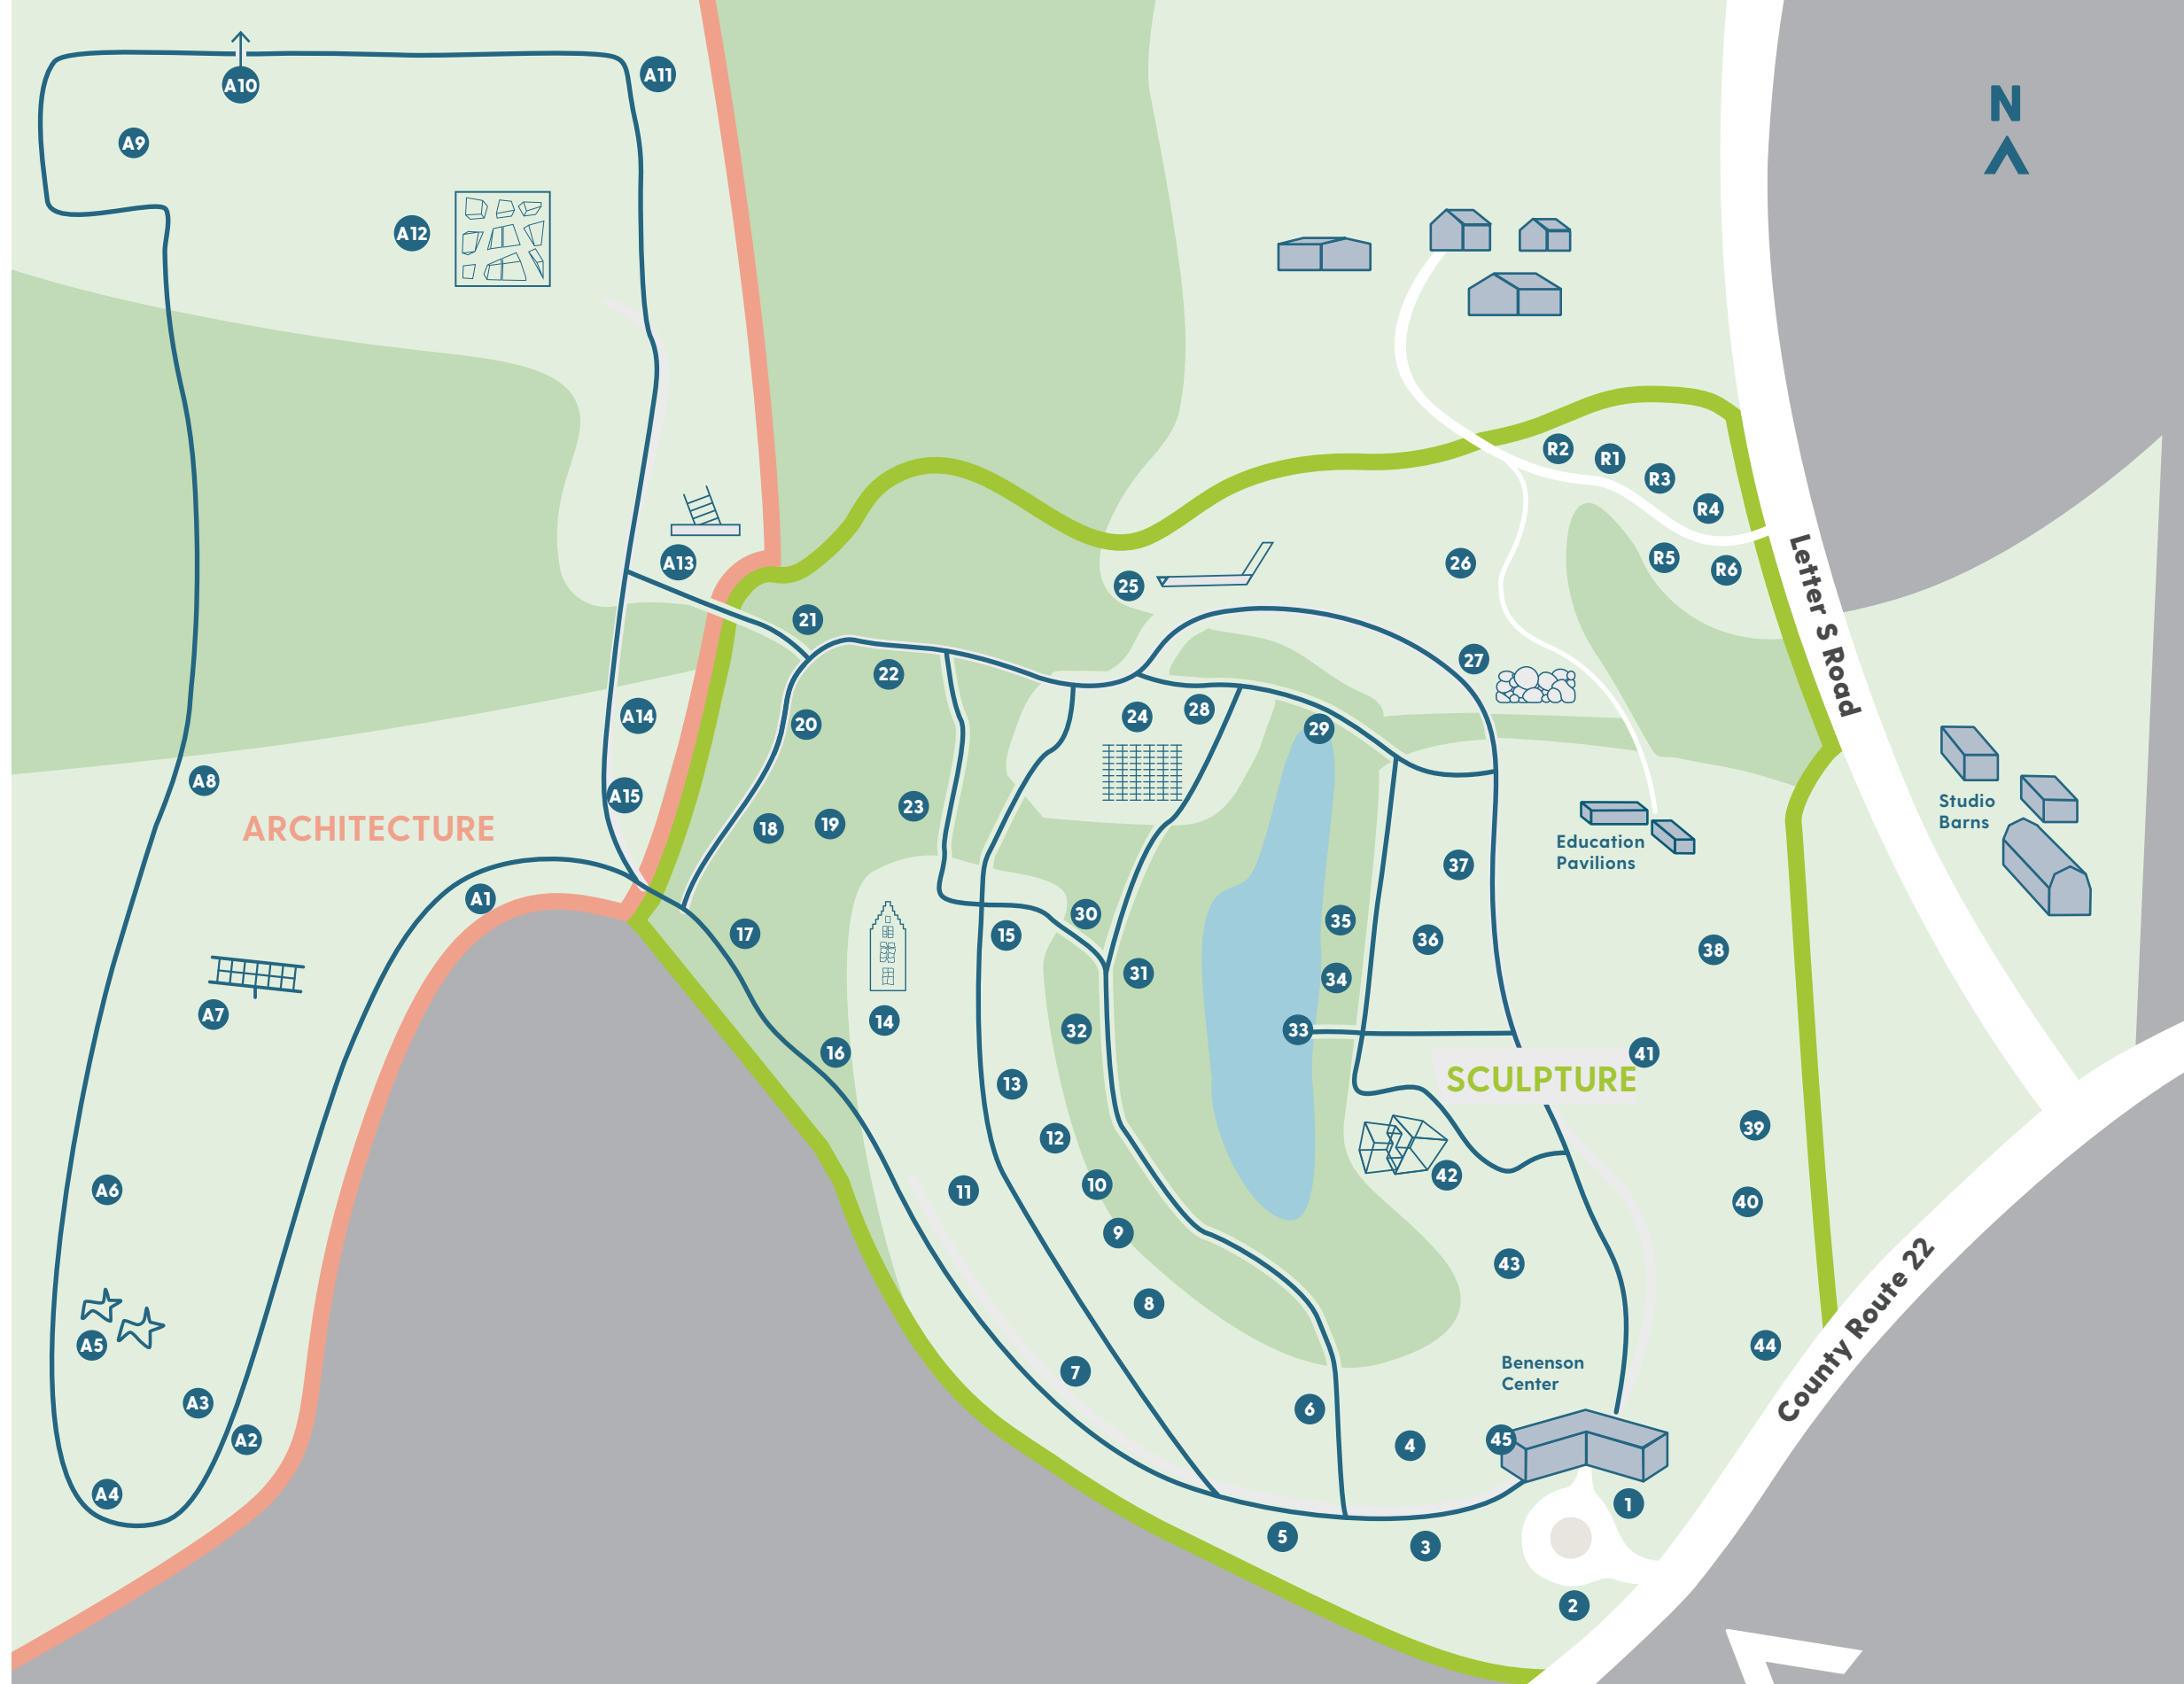 A10
A11
N
A9
A12
R2
R1
R3
R4
A13
26
R5
R6
25
Letter S Road
21
27
22
28
A14
24
20
29
A8
A15
Studio
Barns
23
ARCHITECTURE
18
19
Education
Pavilions
37
A1
30
35
17
15
36
38
31
34
A7
14
32
33
16
41
SCULPTURE
13
39
12
42
A6
11
10
40
9
43
8
County Route 22
A5
44
Benenson
Center
7
A3
6
A2
4
45
A4
1
5
3
2